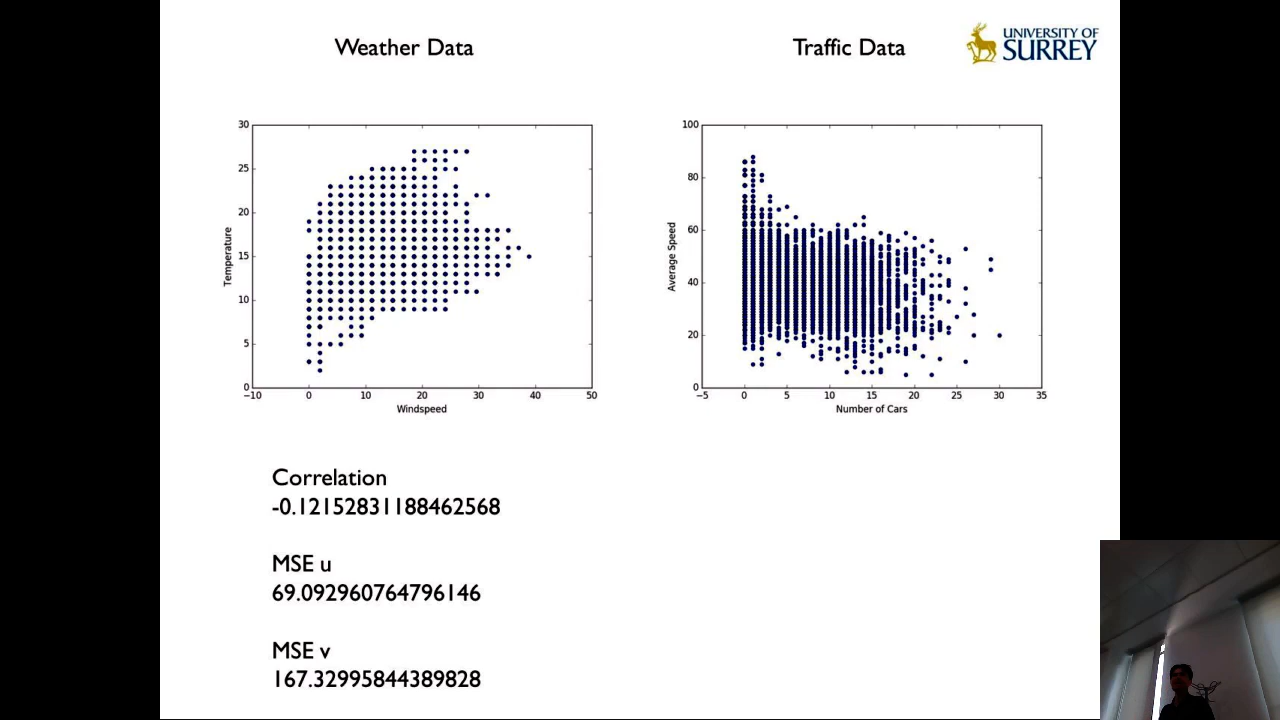 Weather Data
Traffic Data
UNIVERSITY OF
SURREY
30
25
20
15
10
5
0
Temperature
−10
0
10
20
30
40
50
Windspeed
100
80
60
40
20
0
Average Speed
−5
0
5
10
15
20
25
30
35
Number of Cars
Correlation
-0.12152831188462568
MSE u
69.092960764796146
MSE v
167.32995844389828